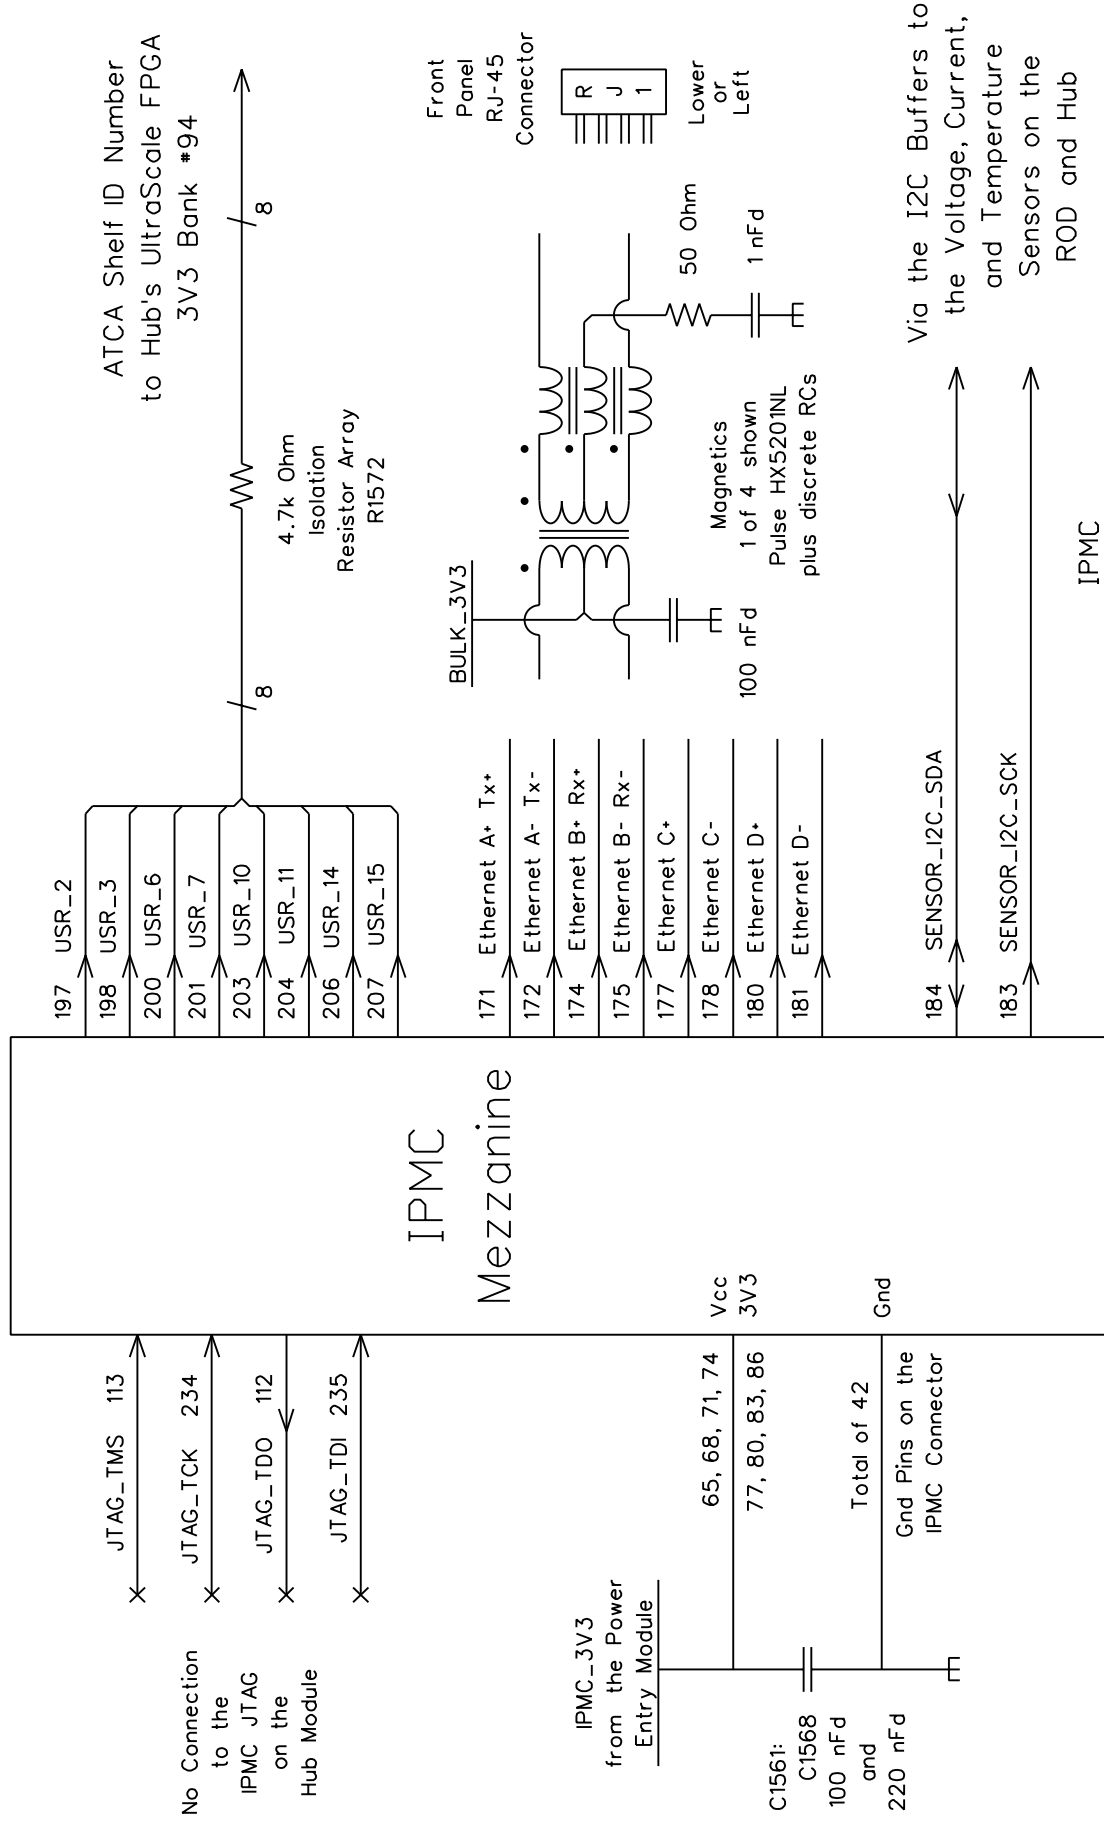 ATCA Shelf ID Number
to Hub's UltraScale FPGA
3V3 Bank #94
8
8
4.7k Ohm
Isolation
Resistor Array
R1572
197 USR_2
198 USR_3
200 USR_6
201 USR_7
203 USR_10
204 USR_11
206 USR_14
207 USR_15
JTAG_TMS 113
JTAG_TCK 234
JTAG_TDO 112
JTAG_TDI 235
No Connection
to the
IPMC JTAG
on the
Hub Module
IPMC
Mezzanine
171 Ethernet A+ Tx+
172 Ethernet A- Tx-
174 Ethernet B+ Rx+
175 Ethernet B- Rx-
177 Ethernet C+
178 Ethernet C-
180 Ethernet D+
181 Ethernet D-
BULK_3V3
100 nFd
Magnetics
1 of 4 shown
Pulse HX5201NL
plus discrete RCs
50 Ohm
1 nFd
Front
Panel
RJ-45
Connector
R
J
1
Lower
or
Left
IPMC_3V3
from the Power
Entry Module
65, 68, 71, 74
77, 80, 83, 86
Vcc
3V3
Gnd
Total of 42
Gnd Pins on the
IPMC Connector
C1561:
C1568
100 nFd
and
220 nFd
184 SENSOR_I2C_SDA
183 SENSOR_I2C_SCK
Via the I2C Buffers to
the Voltage, Current,
and Temperature
Sensors on the
ROD and Hub
IPMC